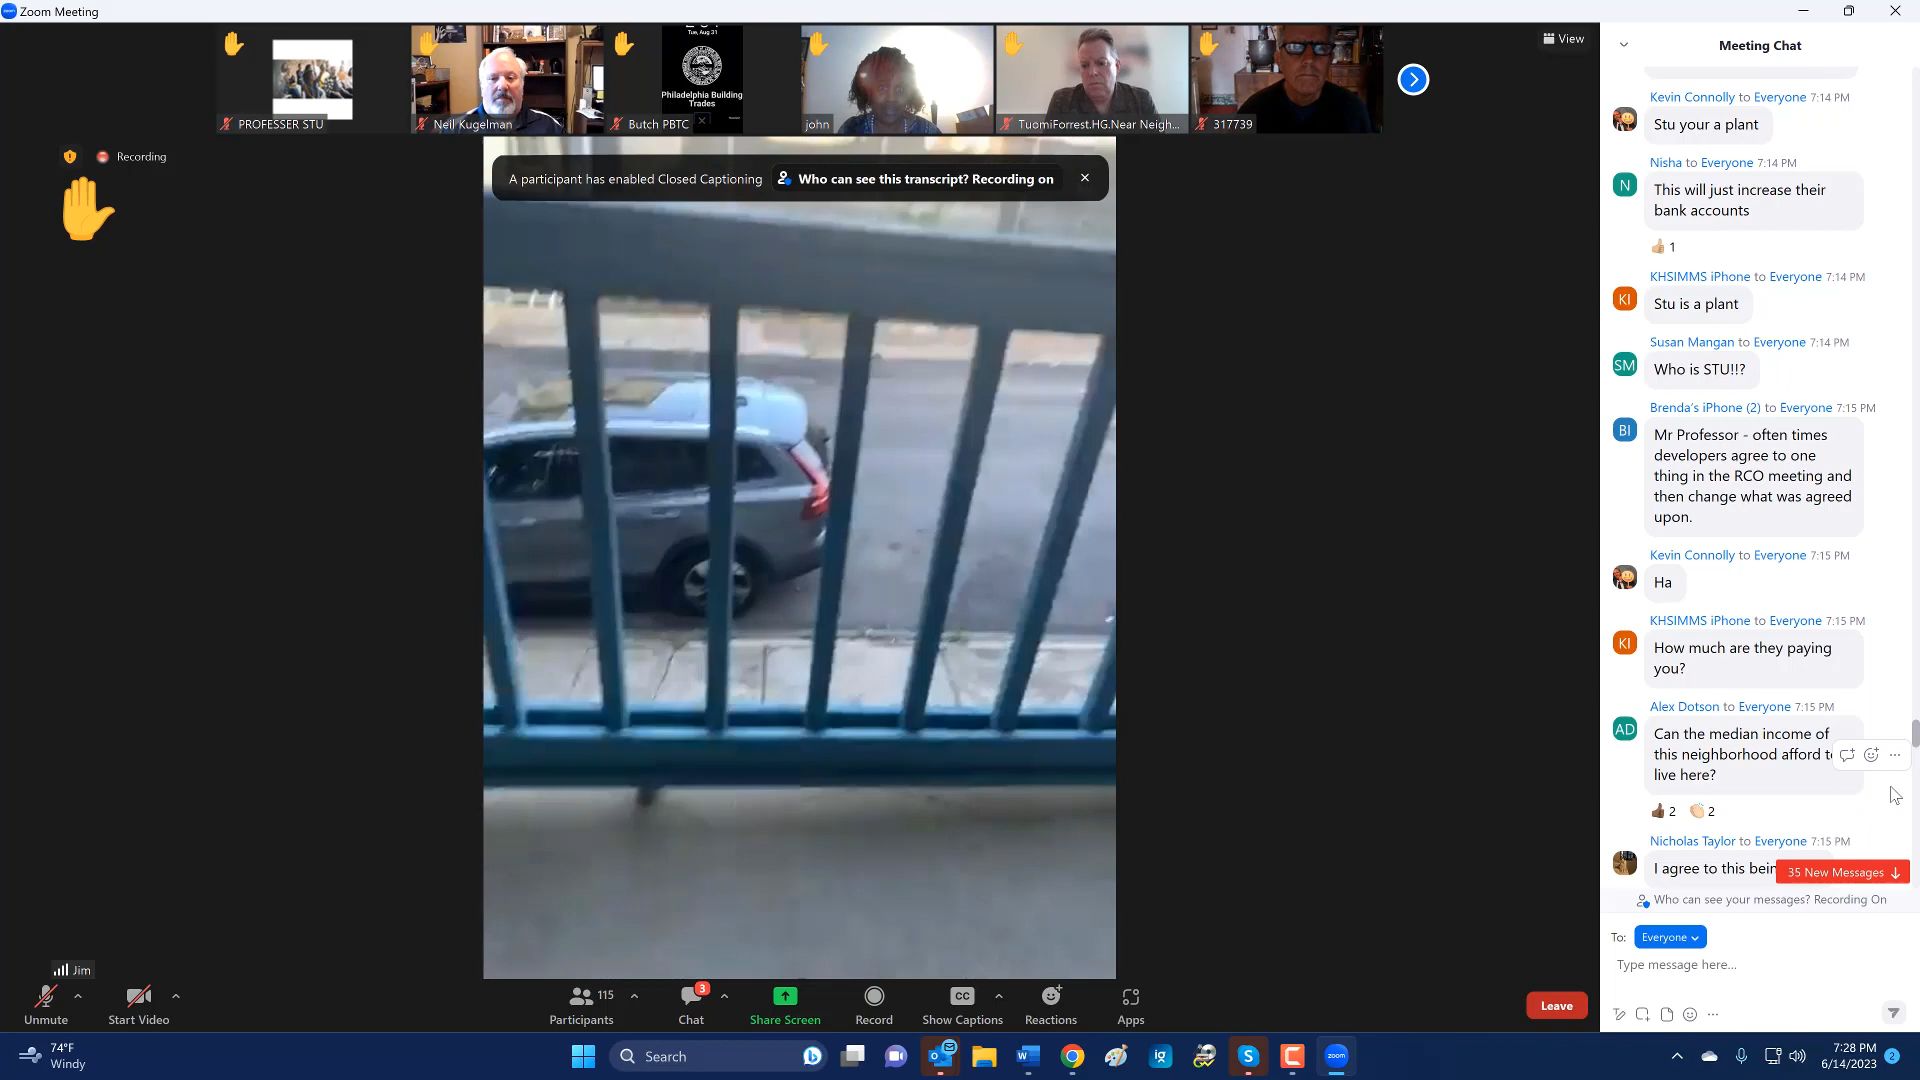 Zoom Meeting
View
Tue, Aug 31
Philadelphia Building
Trades
PROFESSER STU
Neil Kugelman
Butch PBTC
john
TuomiForrest.HG.Near Neigh...
317739
Recording
A participant has enabled Closed Captioning
Who can see this transcript? Recording on
Jim
Meeting Chat
Kevin Connolly to Everyone 7:14 PM
Stu your a plant
Nisha to Everyone 7:14 PM
N
This will just increase their
bank accounts
1
KHSIMMS iPhone to Everyone 7:14 PM
KI
Stu is a plant
Susan Mangan to Everyone 7:14 PM
SM
Who is STU!!?
Brenda's iPhone (2) to Everyone 7:15 PM
BI
Mr Professor - often times
developers agree to one
thing in the RCO meeting and
then change what was agreed
upon.
Kevin Connolly to Everyone 7:15 PM
Ha
KHSIMMS iPhone to Everyone 7:15 PM
KI
How much are they paying
you?
Alex Dotson to Everyone 7:15 PM
AD
Can the median income of
this neighborhood afford
live here?
2 2
Nicholas Taylor to Everyone 7:15 PM
I agree to this
35 New Messages
Who can see your messages? Recording On
To: Everyone
Type message here...
Unmute
Start Video
115
Participants
3
Chat
Share Screen
Record
CC
Show Captions
Reactions
Apps
Leave
74°F
Windy
Search
W
ig
S
zoom
7:28 PM
6/14/2023
2